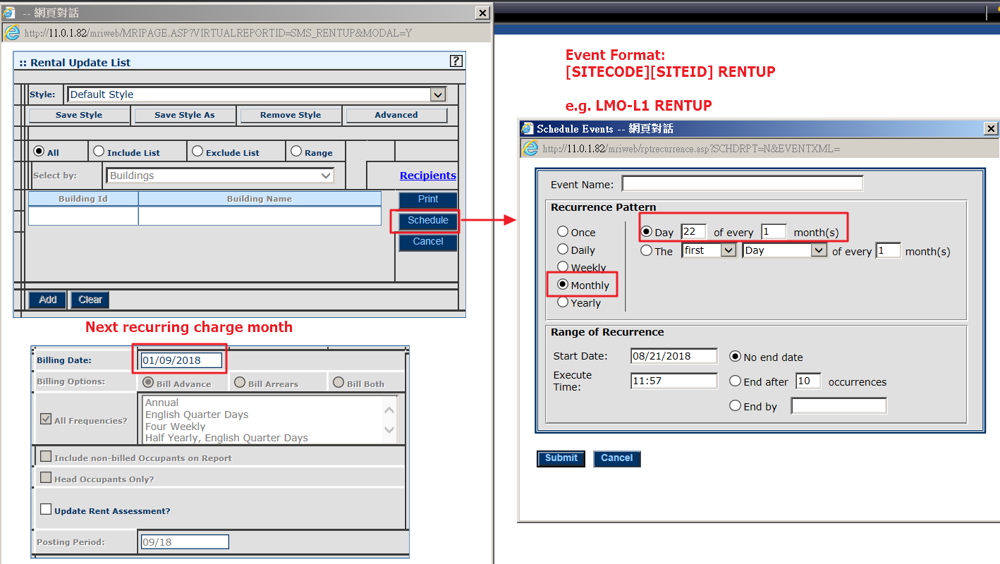 -- 網頁對話
http://11.0.1.82/mriweb/MRIPAGE.ASP?VIRTUALREPORTID=SMS_RENTUP&MODAL=Y
:: Rental Update List
?
Style: Default Style
Save Style Save Style As Remove Style Advanced
All Include List Exclude List Range
Select by: Buildings Recipients
Building Id Building Name
Print
Schedule
Cancel
Add Clear
Next recurring charge month
Billing Date: 01/09/2018
Billing Options: Bill Advance Bill Arrears Bill Both
All Frequencies?
Annual
English Quarter Days
Four Weekly
Half Yearly, English Quarter Days
Include non-billed Occupants on Report
Head Occupants Only?
Update Rent Assessment?
Posting Period: 09/18
Event Format:
[SITECODE][SITEID] RENTUP
e.g. LMO-L1 RENTUP
Schedule Events -- 網頁對話
http://11.0.1.82/mriweb/rptrecurrence.asp?SCHDRPT=N&EVENTXML=
Event Name:
Recurrence Pattern
Once
Daily
Weekly
Monthly
Yearly
Day 22 of every 1 month(s)
The first Day of every 1 month(s)
Range of Recurrence
Start Date: 08/21/2018
Execute
Time: 11:57
No end date
End after 10 occurrences
End by
Submit Cancel